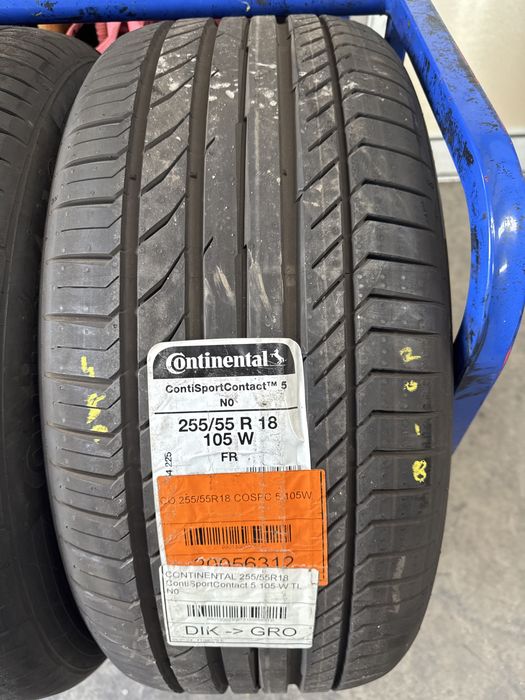 Continental
ContiSportContact™ 5
N0
255/55 R 18
105 W
FR
225
CO 255/55R18 COSPC 5 105W
20056312
CONTINENTAL 255/55R18
ContiSportContact 5 105 W TL
N0
DIK -> GRO